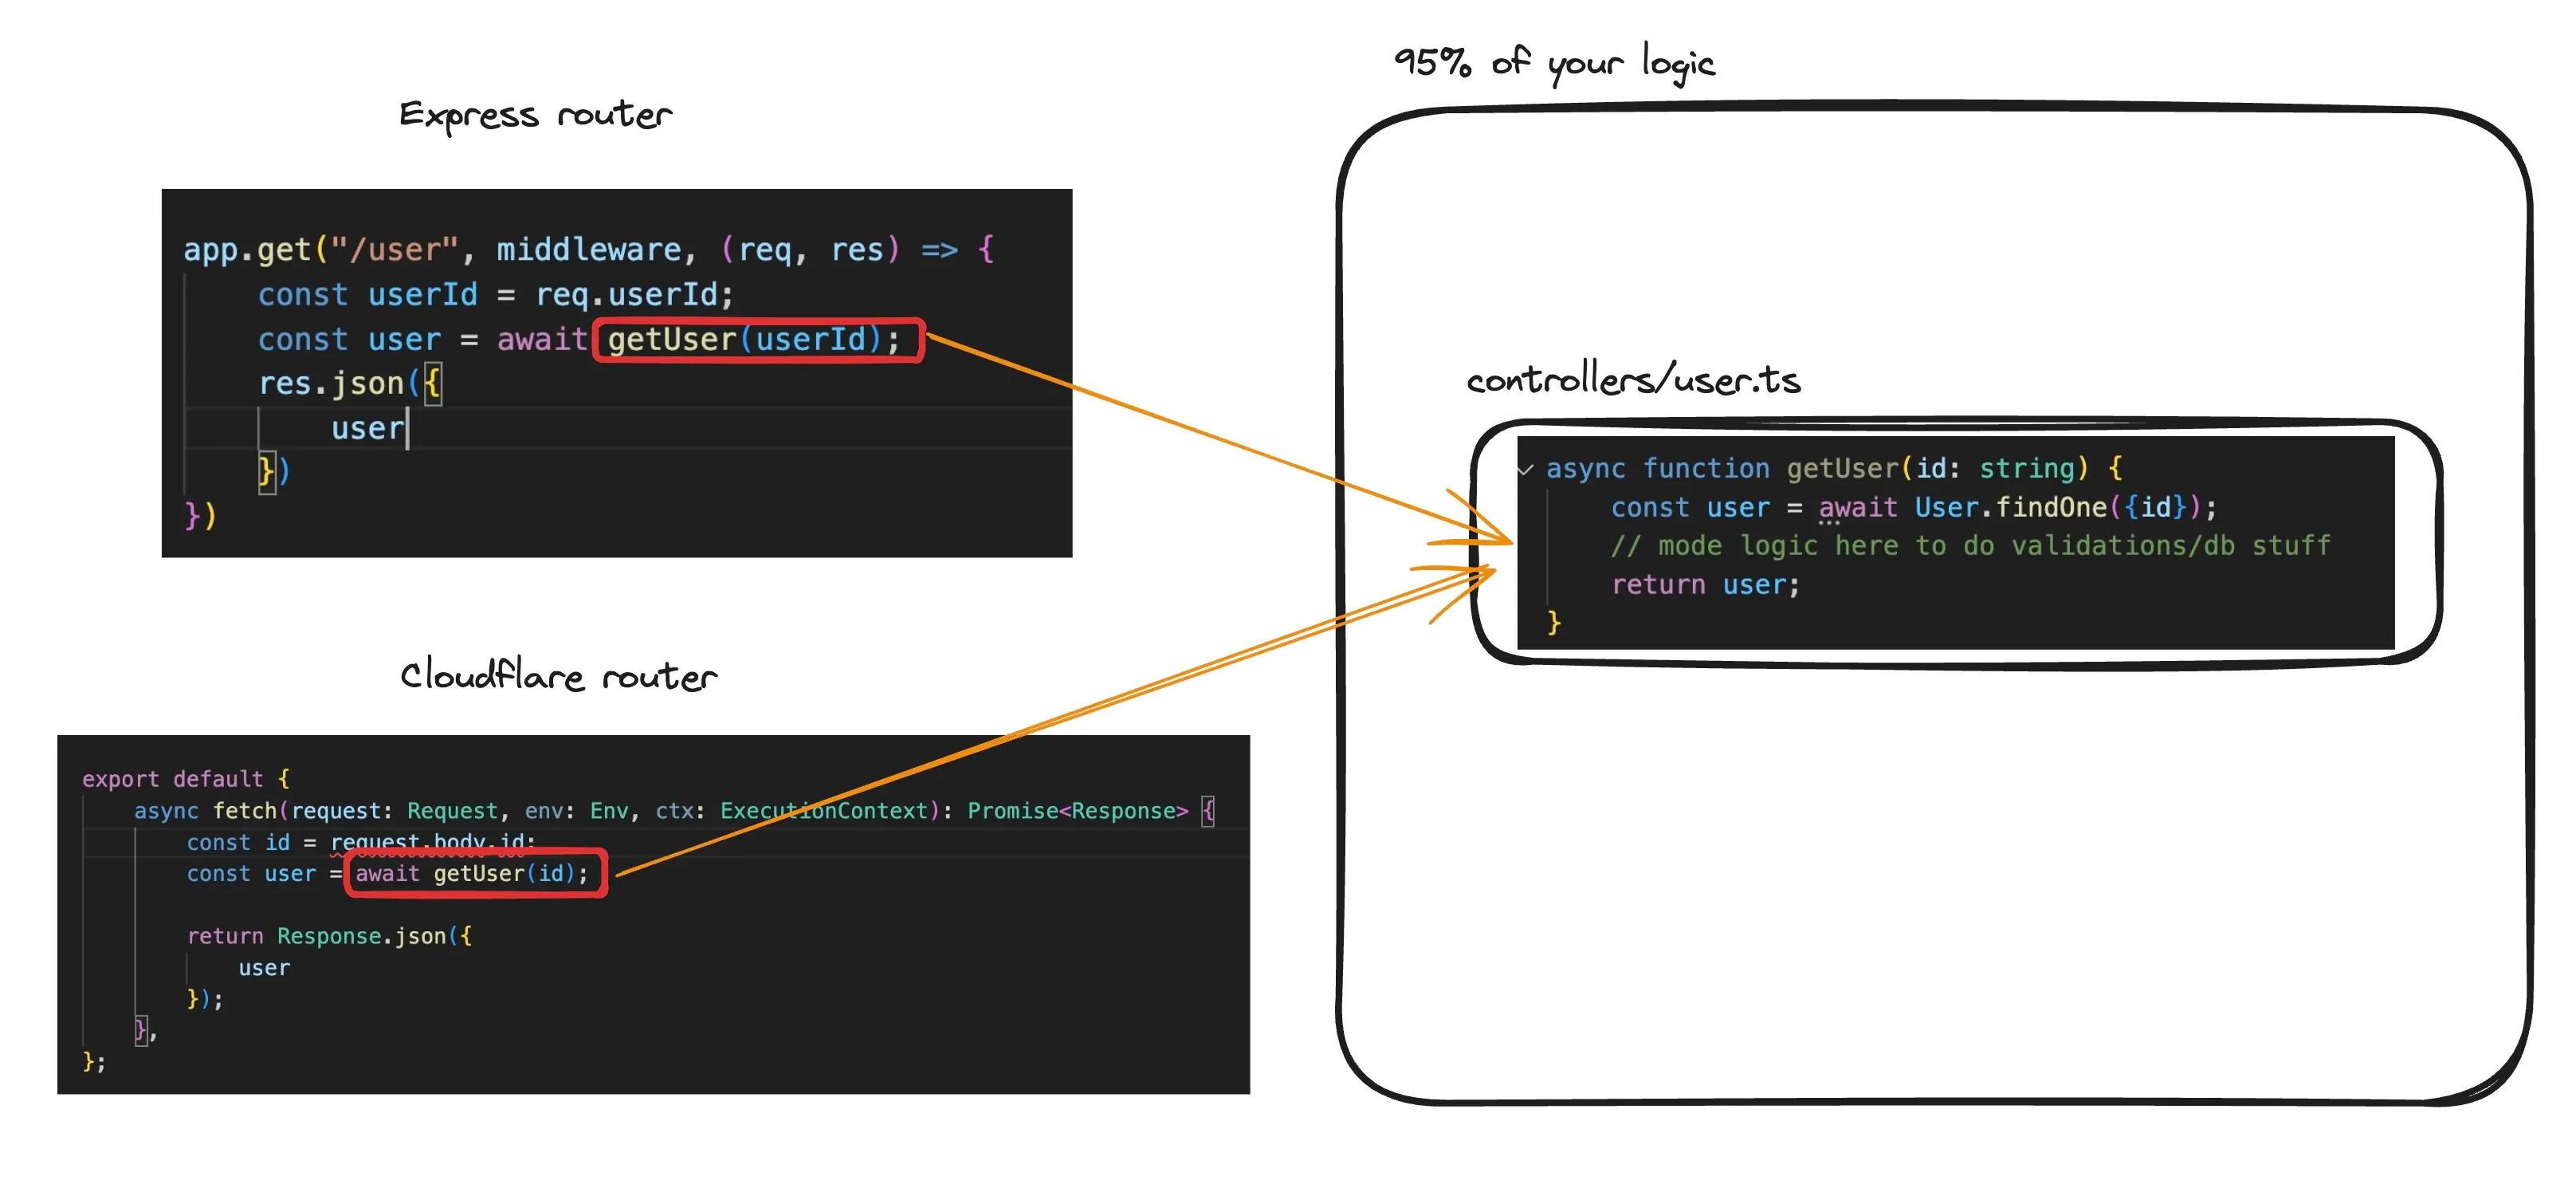 Express router
app.get("/user", middleware, (req, res) => {
    const userId = req.userId;
    const user = await getUser(userId);
    res.json({
        user
    })
})
Cloudflare router
export default {
    async fetch(request: Request, env: Env, ctx: ExecutionContext): Promise<Response> {
        const id = request.body.id;
        const user = await getUser(id);
        return Response.json({
            user
        });
    },
};
95% of your logic
controllers/user.ts
async function getUser(id: string) {
    const user = await User.findOne({id});
    // mode logic here to do validations/db stuff
    return user;
}